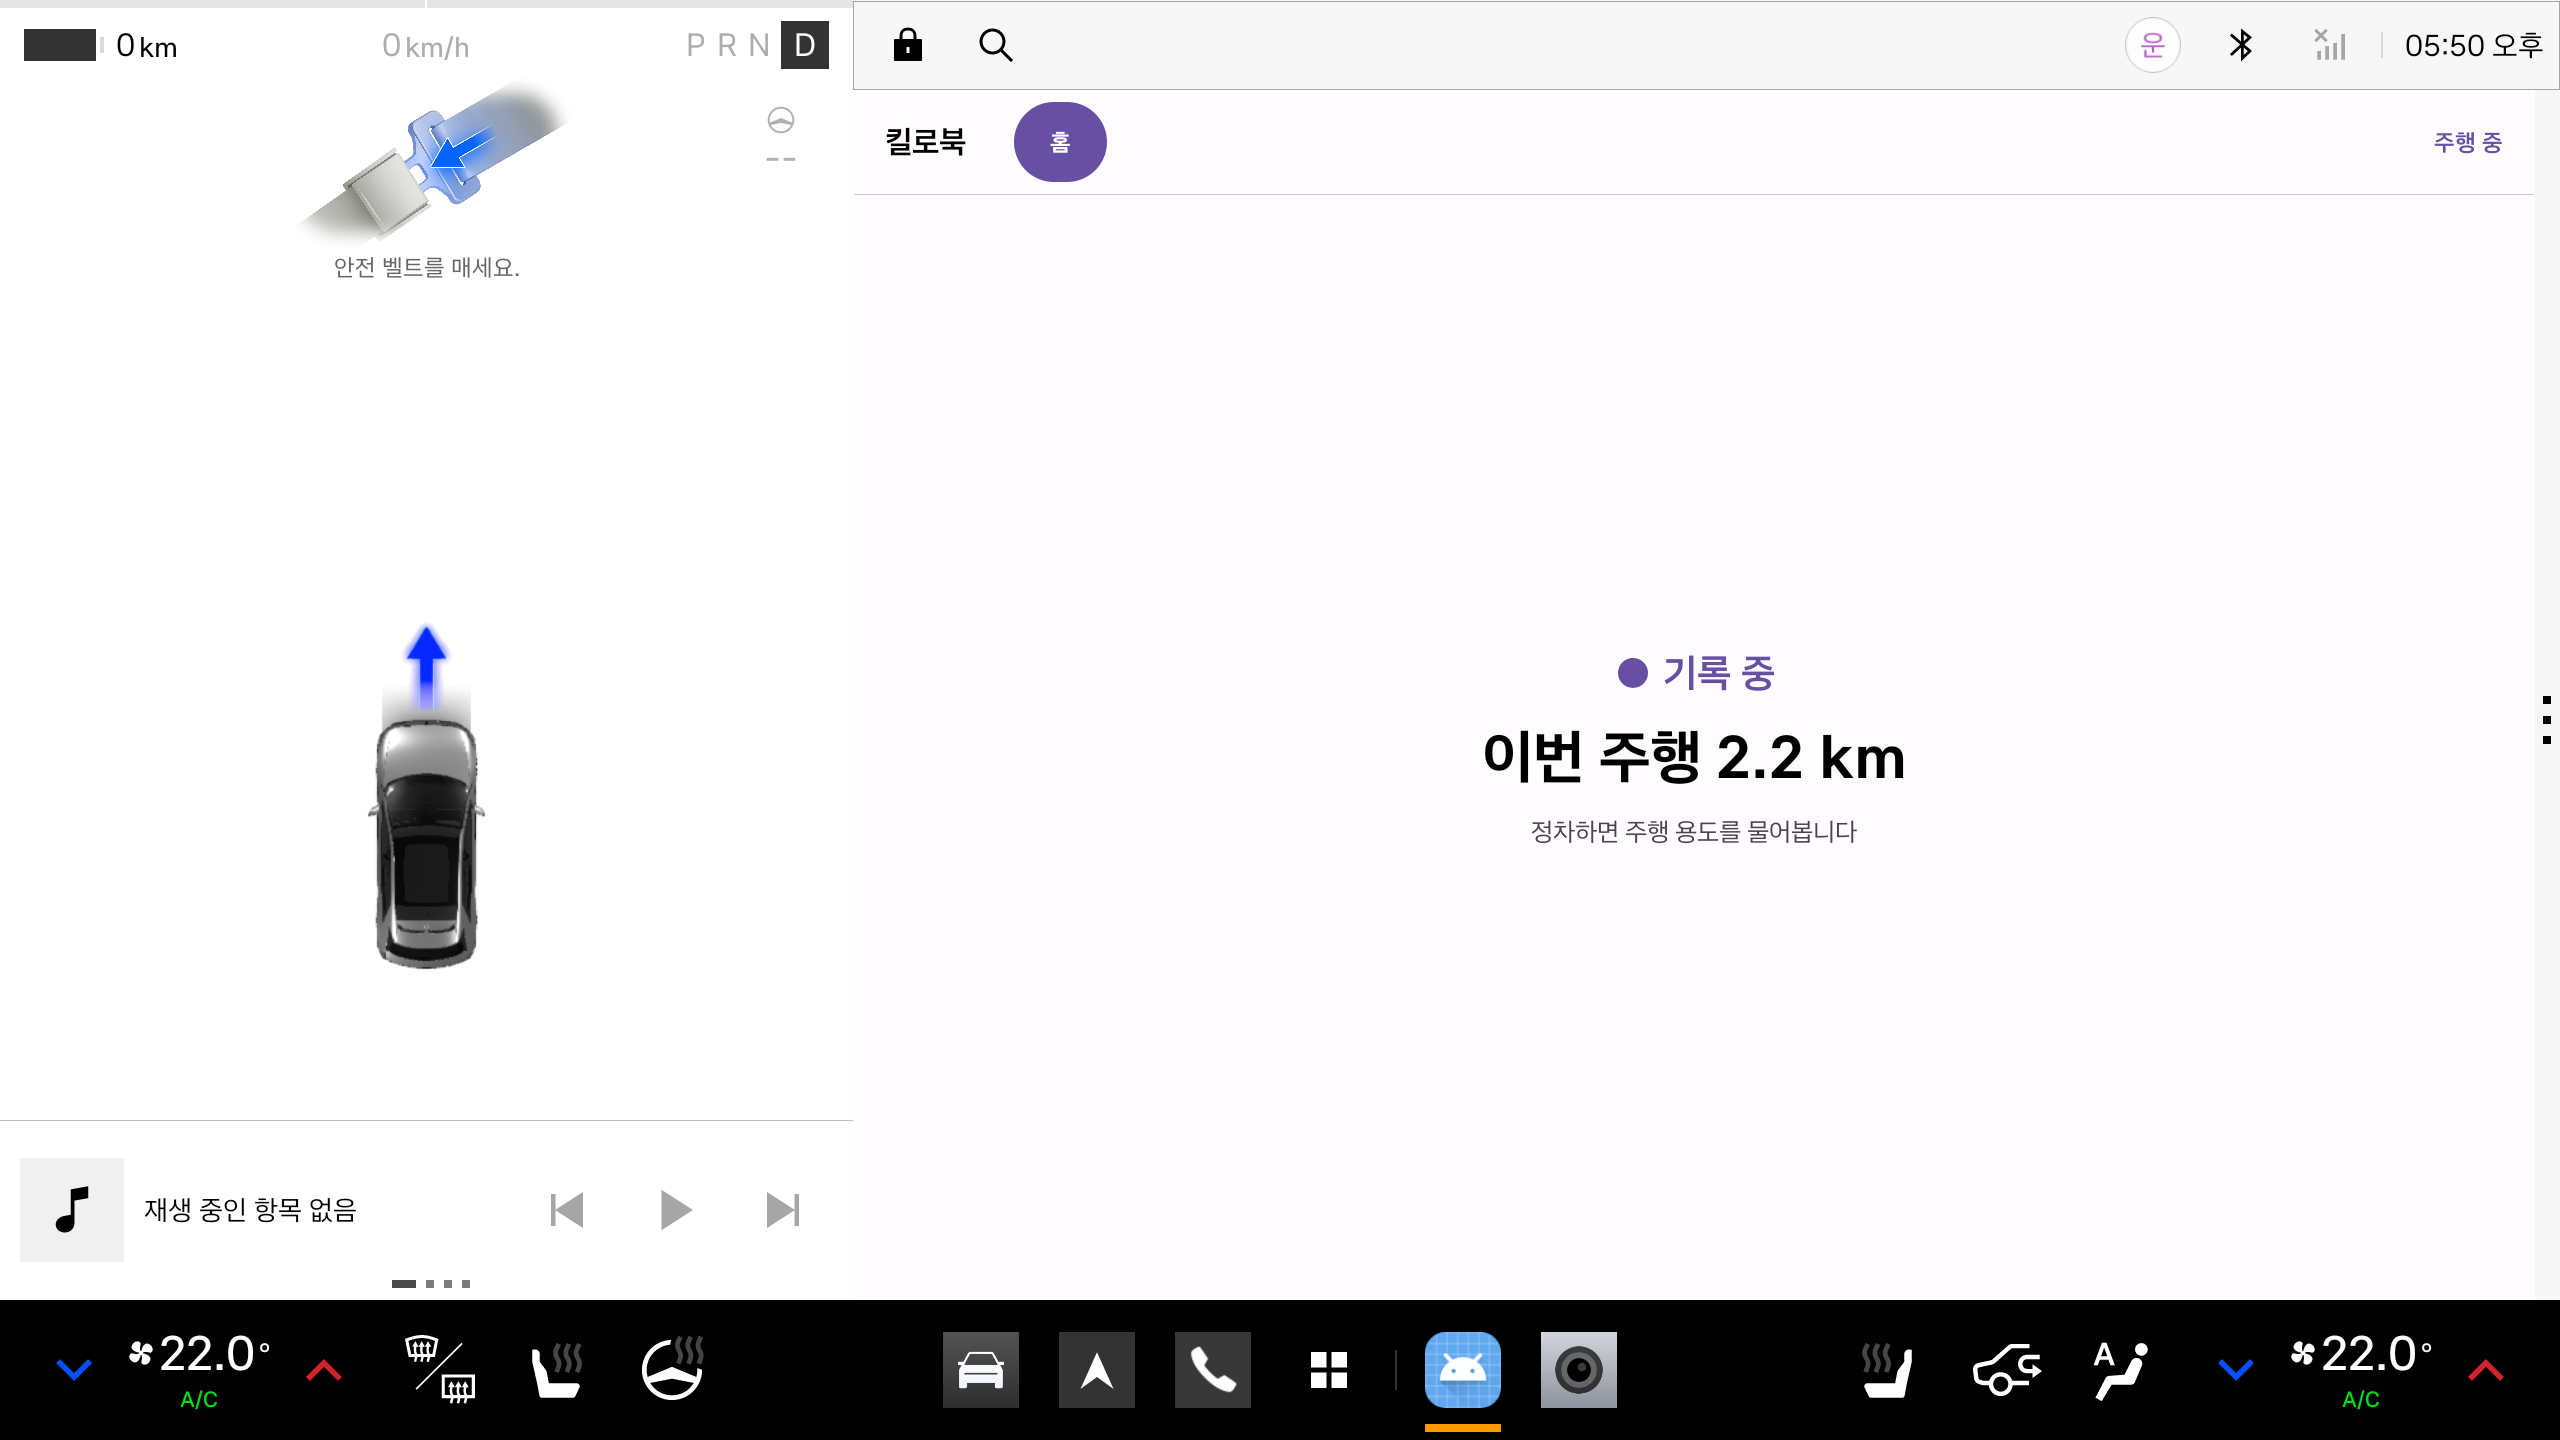 0 km
0 km/h
P R N D
안전 벨트를 매세요.
재생 중인 항목 없음
운
05:50 오후
킬로북
홈
주행 중
기록 중
이번 주행 2.2 km
정차하면 주행 용도를 물어봅니다
22.0°
A/C
A
22.0°
A/C